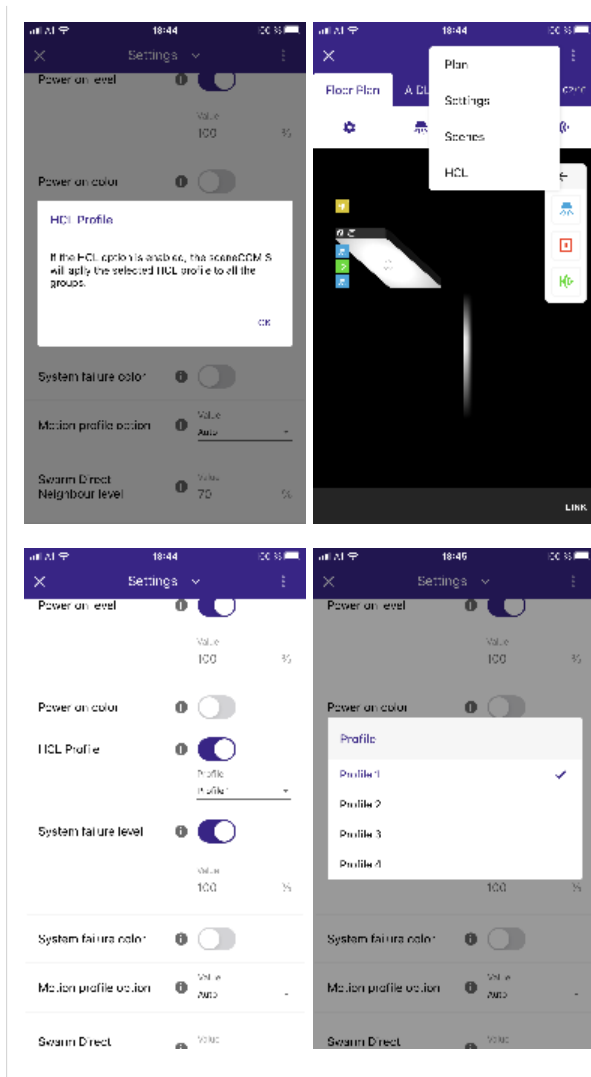 18:44
100 %
Settings
Power on level
Value
100
%
Power on color
HCL Profile
If the HCL option is enabled, the sceneCOM S
will apply the selected HCL profile to all the
groups.
OK
System failure color
Motion profile option
Value
Auto
Swarm Direct
Neighbour level
Value
70
%
18:44
100 %
Plan
Settings
Scenes
HCL
Floor Plan
LINK
18:44
100 %
Settings
Power on level
Value
100
%
Power on color
HCL Profile
Profile
Profile 1
System failure level
Value
100
%
System failure color
Motion profile option
Value
Auto
Swarm Direct
Value
18:45
100 %
Settings
Power on level
Value
100
%
Power on color
Profile
Profile 1
Profile 2
Profile 3
Profile 4
100
%
System failure color
Motion profile option
Value
Auto
Swarm Direct
Value